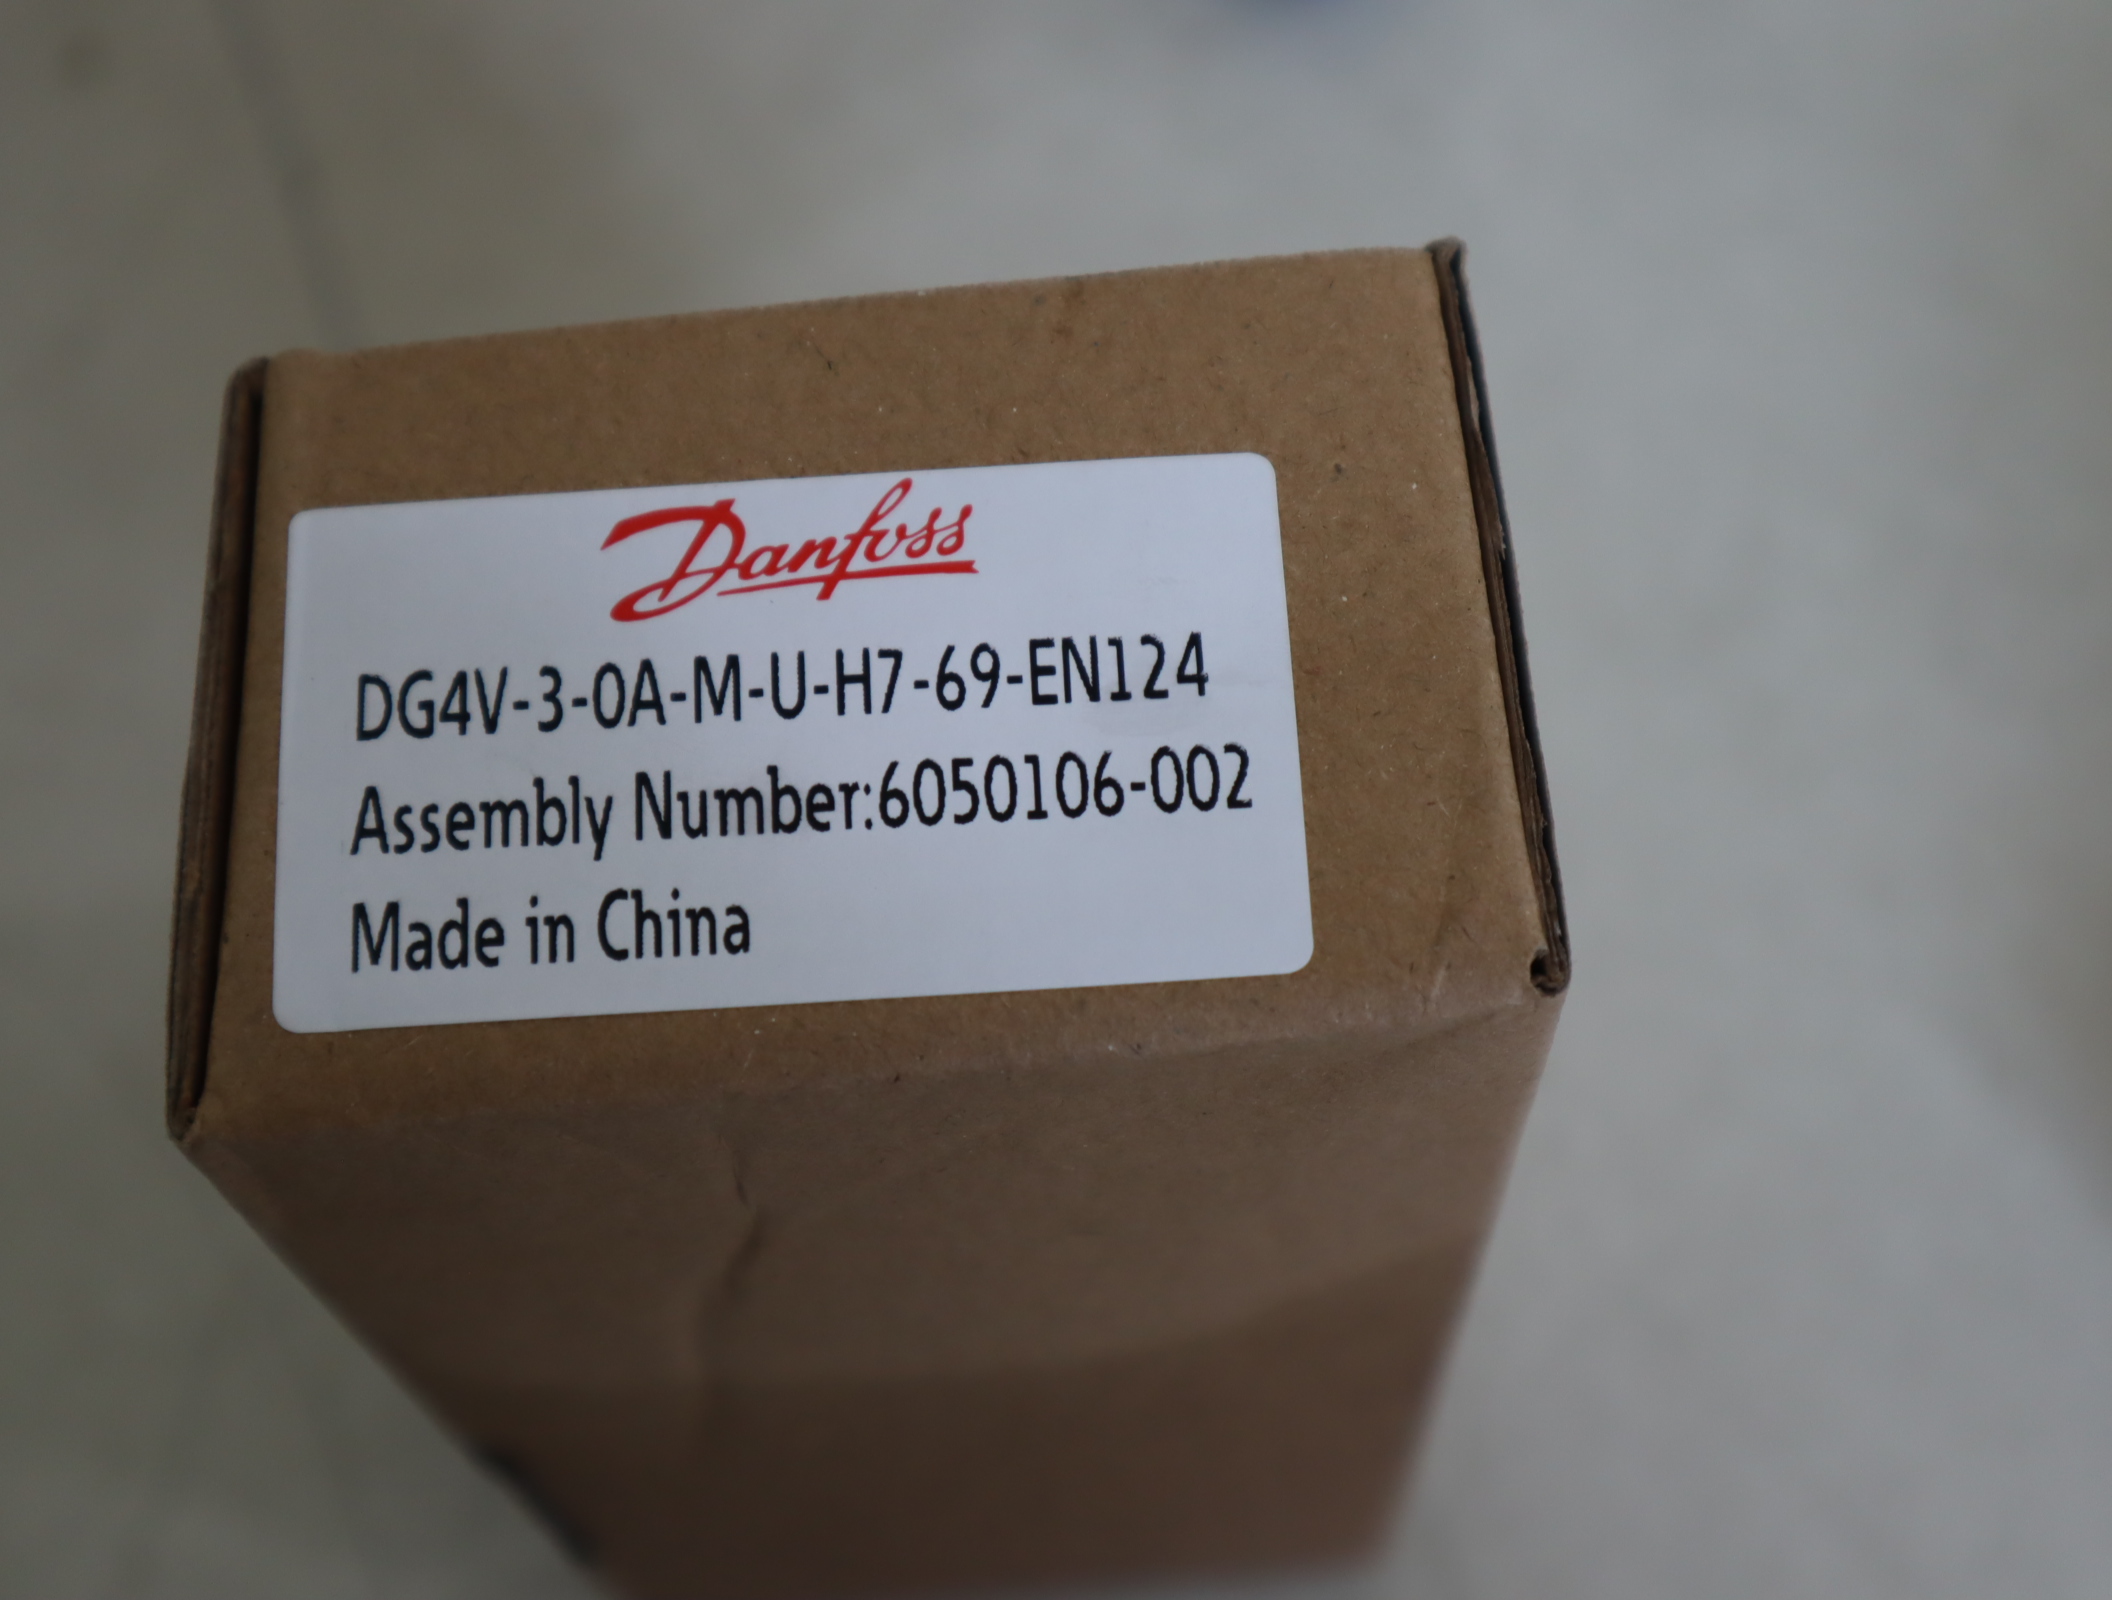 Danfoss
DG4V-3-0A-M-U-H7-69-EN124
Assembly Number:6050106-002
Made in China